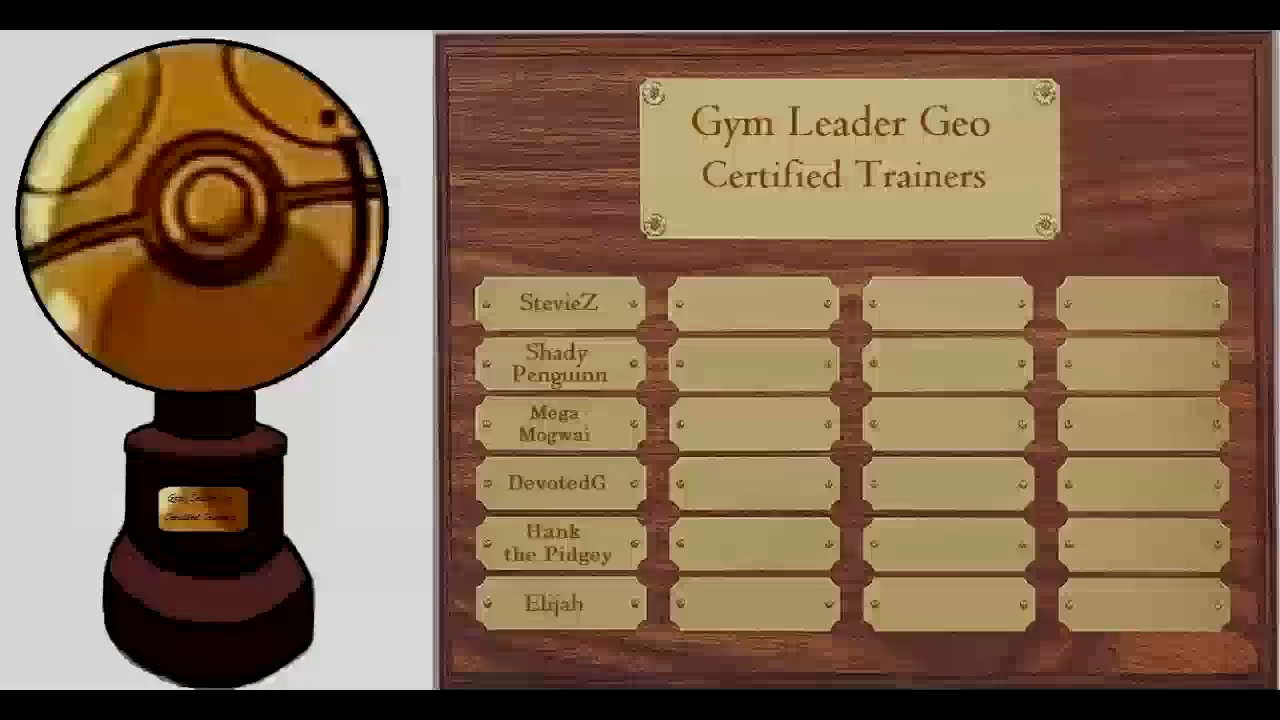 Gym Leader Geo
Certified Trainers
StevieZ
Shady
Penguinn
Mega
Mogwai
DevotedG
Hank
the Pidgey
Elijah